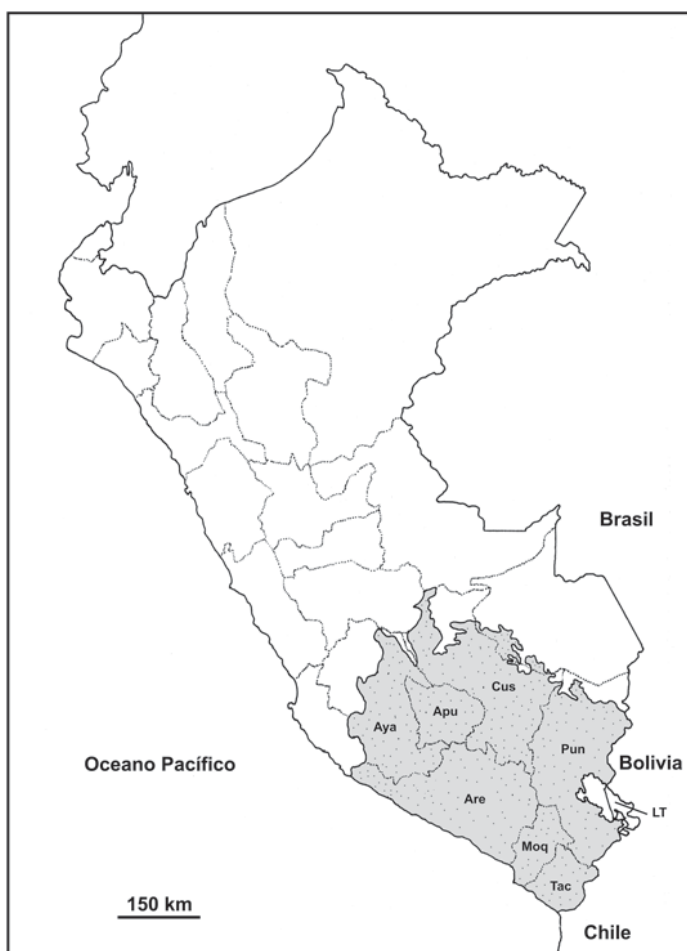 Brasil
Cus
Aya
Apu
Pun
Oceano Pacífico
Bolivia
Are
LT
Moq
Tac
150 km
Chile